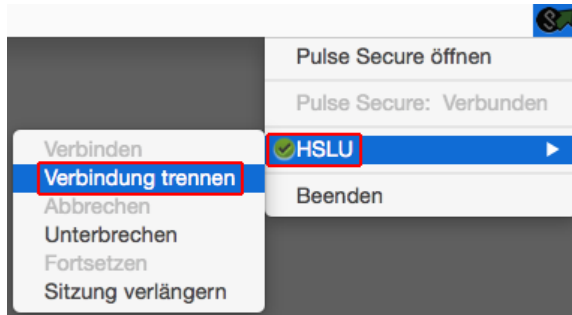 Pulse Secure öffnen
Pulse Secure: Verbunden
HSLU
Beenden
Verbinden
Verbindung trennen
Abbrechen
Unterbrechen
Fortsetzen
Sitzung verlängern